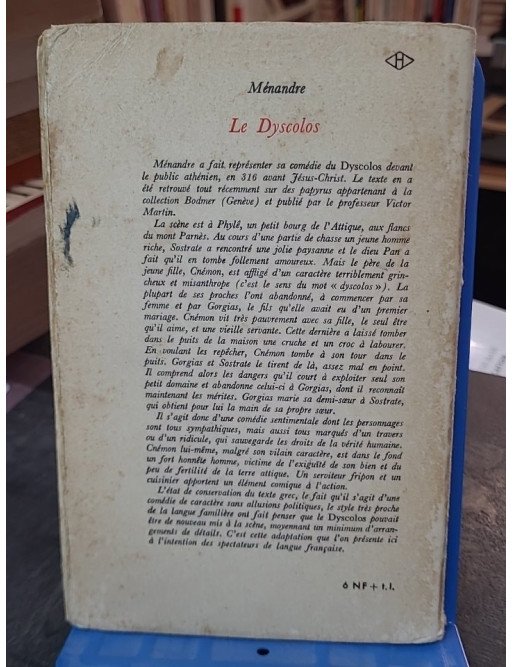 H
Ménandre
Le Dyscolos
Ménandre a fait représenter sa comédie du Dyscolos devant
le public athénien, en 316 avant Jésus-Christ. Le texte en a
été retrouvé tout récemment sur des papyrus appartenant à la
collection Bodmer (Genève) et publié par le professeur Victor
Martin.
La scène est à Phylé, un petit bourg de l'Attique, aux flancs
du mont Parnès. Au cours d'une partie de chasse un jeune homme
riche, Sostrate a rencontré une jolie paysanne et le dieu Pan a
fait qu'il en tombe follement amoureux. Mais le père de la
jeune fille, Cnémon, est affligé d'un caractère terriblement grin-
cheux et misanthrope (c'est le sens du mot « dyscolos »). La
plupart de ses proches l'ont abandonné, à commencer par sa
femme et par Gorgias, le fils qu'elle avait eu d'un premier
mariage. Cnémon vit très pauvrement avec sa fille, le seul être
qu'il aime, et une vieille servante. Cette dernière a laissé tomber
dans le puits de la maison une cruche et un croc à labourer.
En voulant les repêcher, Cnémon tombe à son tour dans le
puits. Gorgias et Sostrate le tirent de là, assez mal en point.
Il comprend alors les dangers qu'il court à exploiter seul son
petit domaine et abandonne celui-ci à Gorgias, dont il reconnaît
maintenant les mérites. Gorgias marie sa demi-sœur à Sostrate,
qui obtient pour lui la main de sa propre sœur.
Il s'agit donc d'une comédie sentimentale dont les personnages
sont tous sympathiques, mais aussi tous marqués d'un travers
ou d'un ridicule, qui sauvegarde les droits de la vérité humaine.
Cnémon lui-même, malgré son vilain caractère, est dans le fond
un fort honnête homme, victime de l'exiguïté de son bien et du
peu de fertilité de la terre attique. Un serviteur fripon et un
cuisinier apportent un élément comique à l'action.
L'état de conservation du texte grec, le fait qu'il s'agit d'une
comédie de caractère sans allusions politiques, le style très proche
de la langue familière ont fait penser que le Dyscolos pouvait
être de nouveau mis à la scène, moyennant un minimum d'arran-
gements de détails. C'est cette adaptation que l'on présente ici
à l'intention des spectateurs de langue française.
6 NF + t.l.